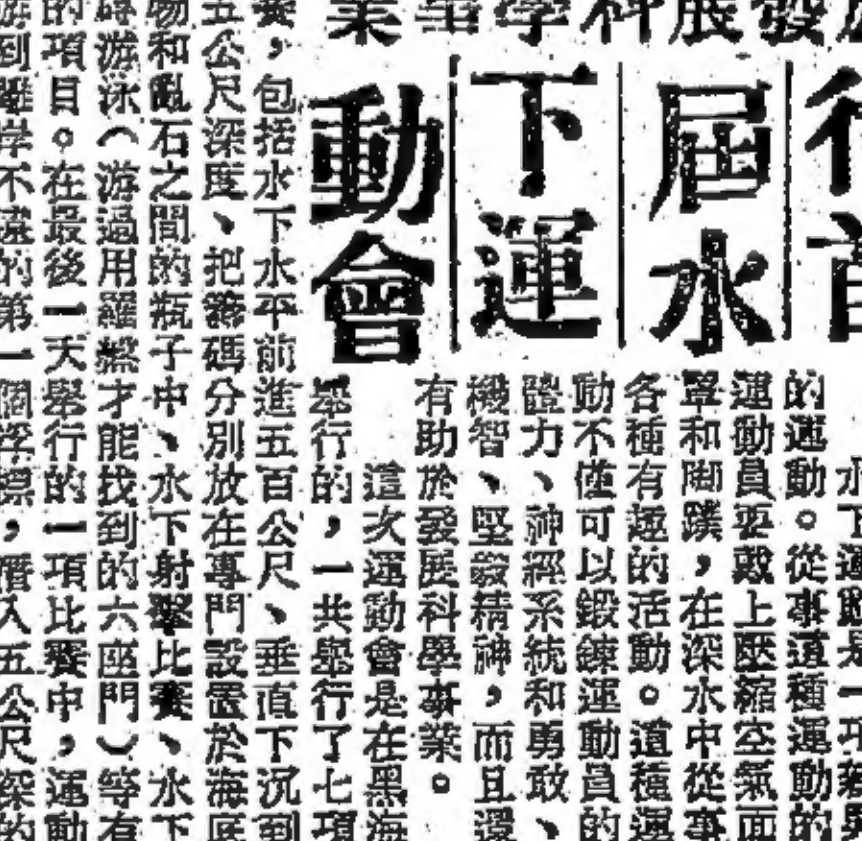 發展科學事業
行首
屆水
下運
動會
水下運動是一項
的運動。從事這種運動的
運動員要戴上壓縮空氣面
罩和脚蹼，在深水中從事
各種有趣的活動。這種運
動不僅可以鍛鍊運動員的
體力、神經系統和勇敢、
機智、堅毅精神，而且還
有助於發展科學事業。
這次運動會是在黑海
舉行的，一共舉行了七項
賽，包括水下水平前進五百公尺、垂直下沉到
五公尺深度、把碼分別放在專門設置於海底
物和亂石之間的瓶子中、水下射擊比賽、水下
碍游泳（游過用羅盤才能找到的六座門）等有
的項目。在最後一天舉行的一項比賽中，運動
游到離岸不遠的第一個浮標，潛入五公尺深的